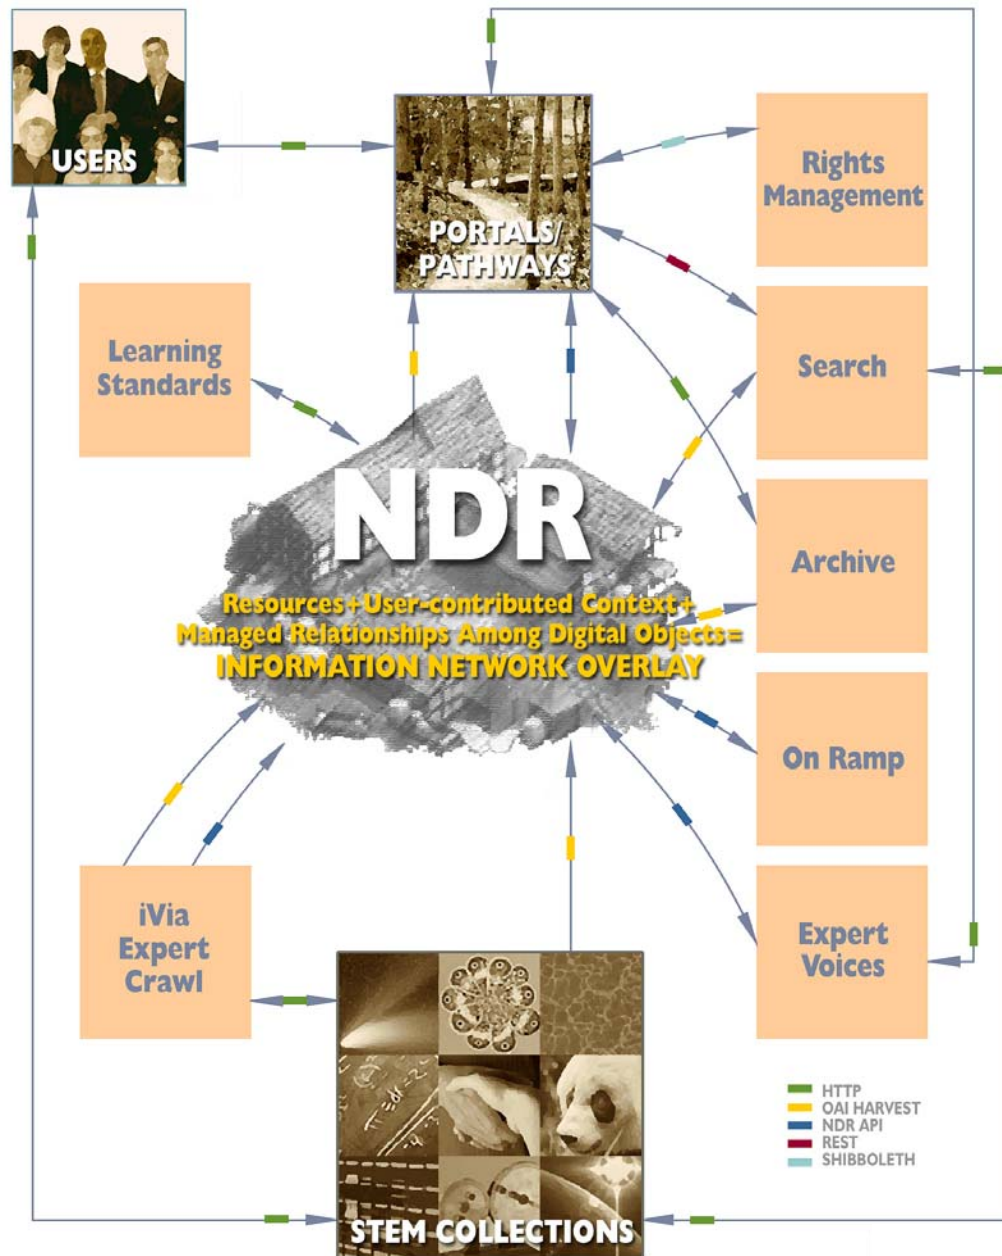 USERS
PORTALS/
PATHWAYS
Rights
Management
Learning
Standards
Search
NDR
Resources+User-contributed Context+
Managed Relationships Among Digital Objects=
INFORMATION NETWORK OVERLAY
Archive
On Ramp
iVia
Expert
Crawl
Expert
Voices
STEM COLLECTIONS
HTTP
OAI HARVEST
NDR API
REST
SHIBBOLETH